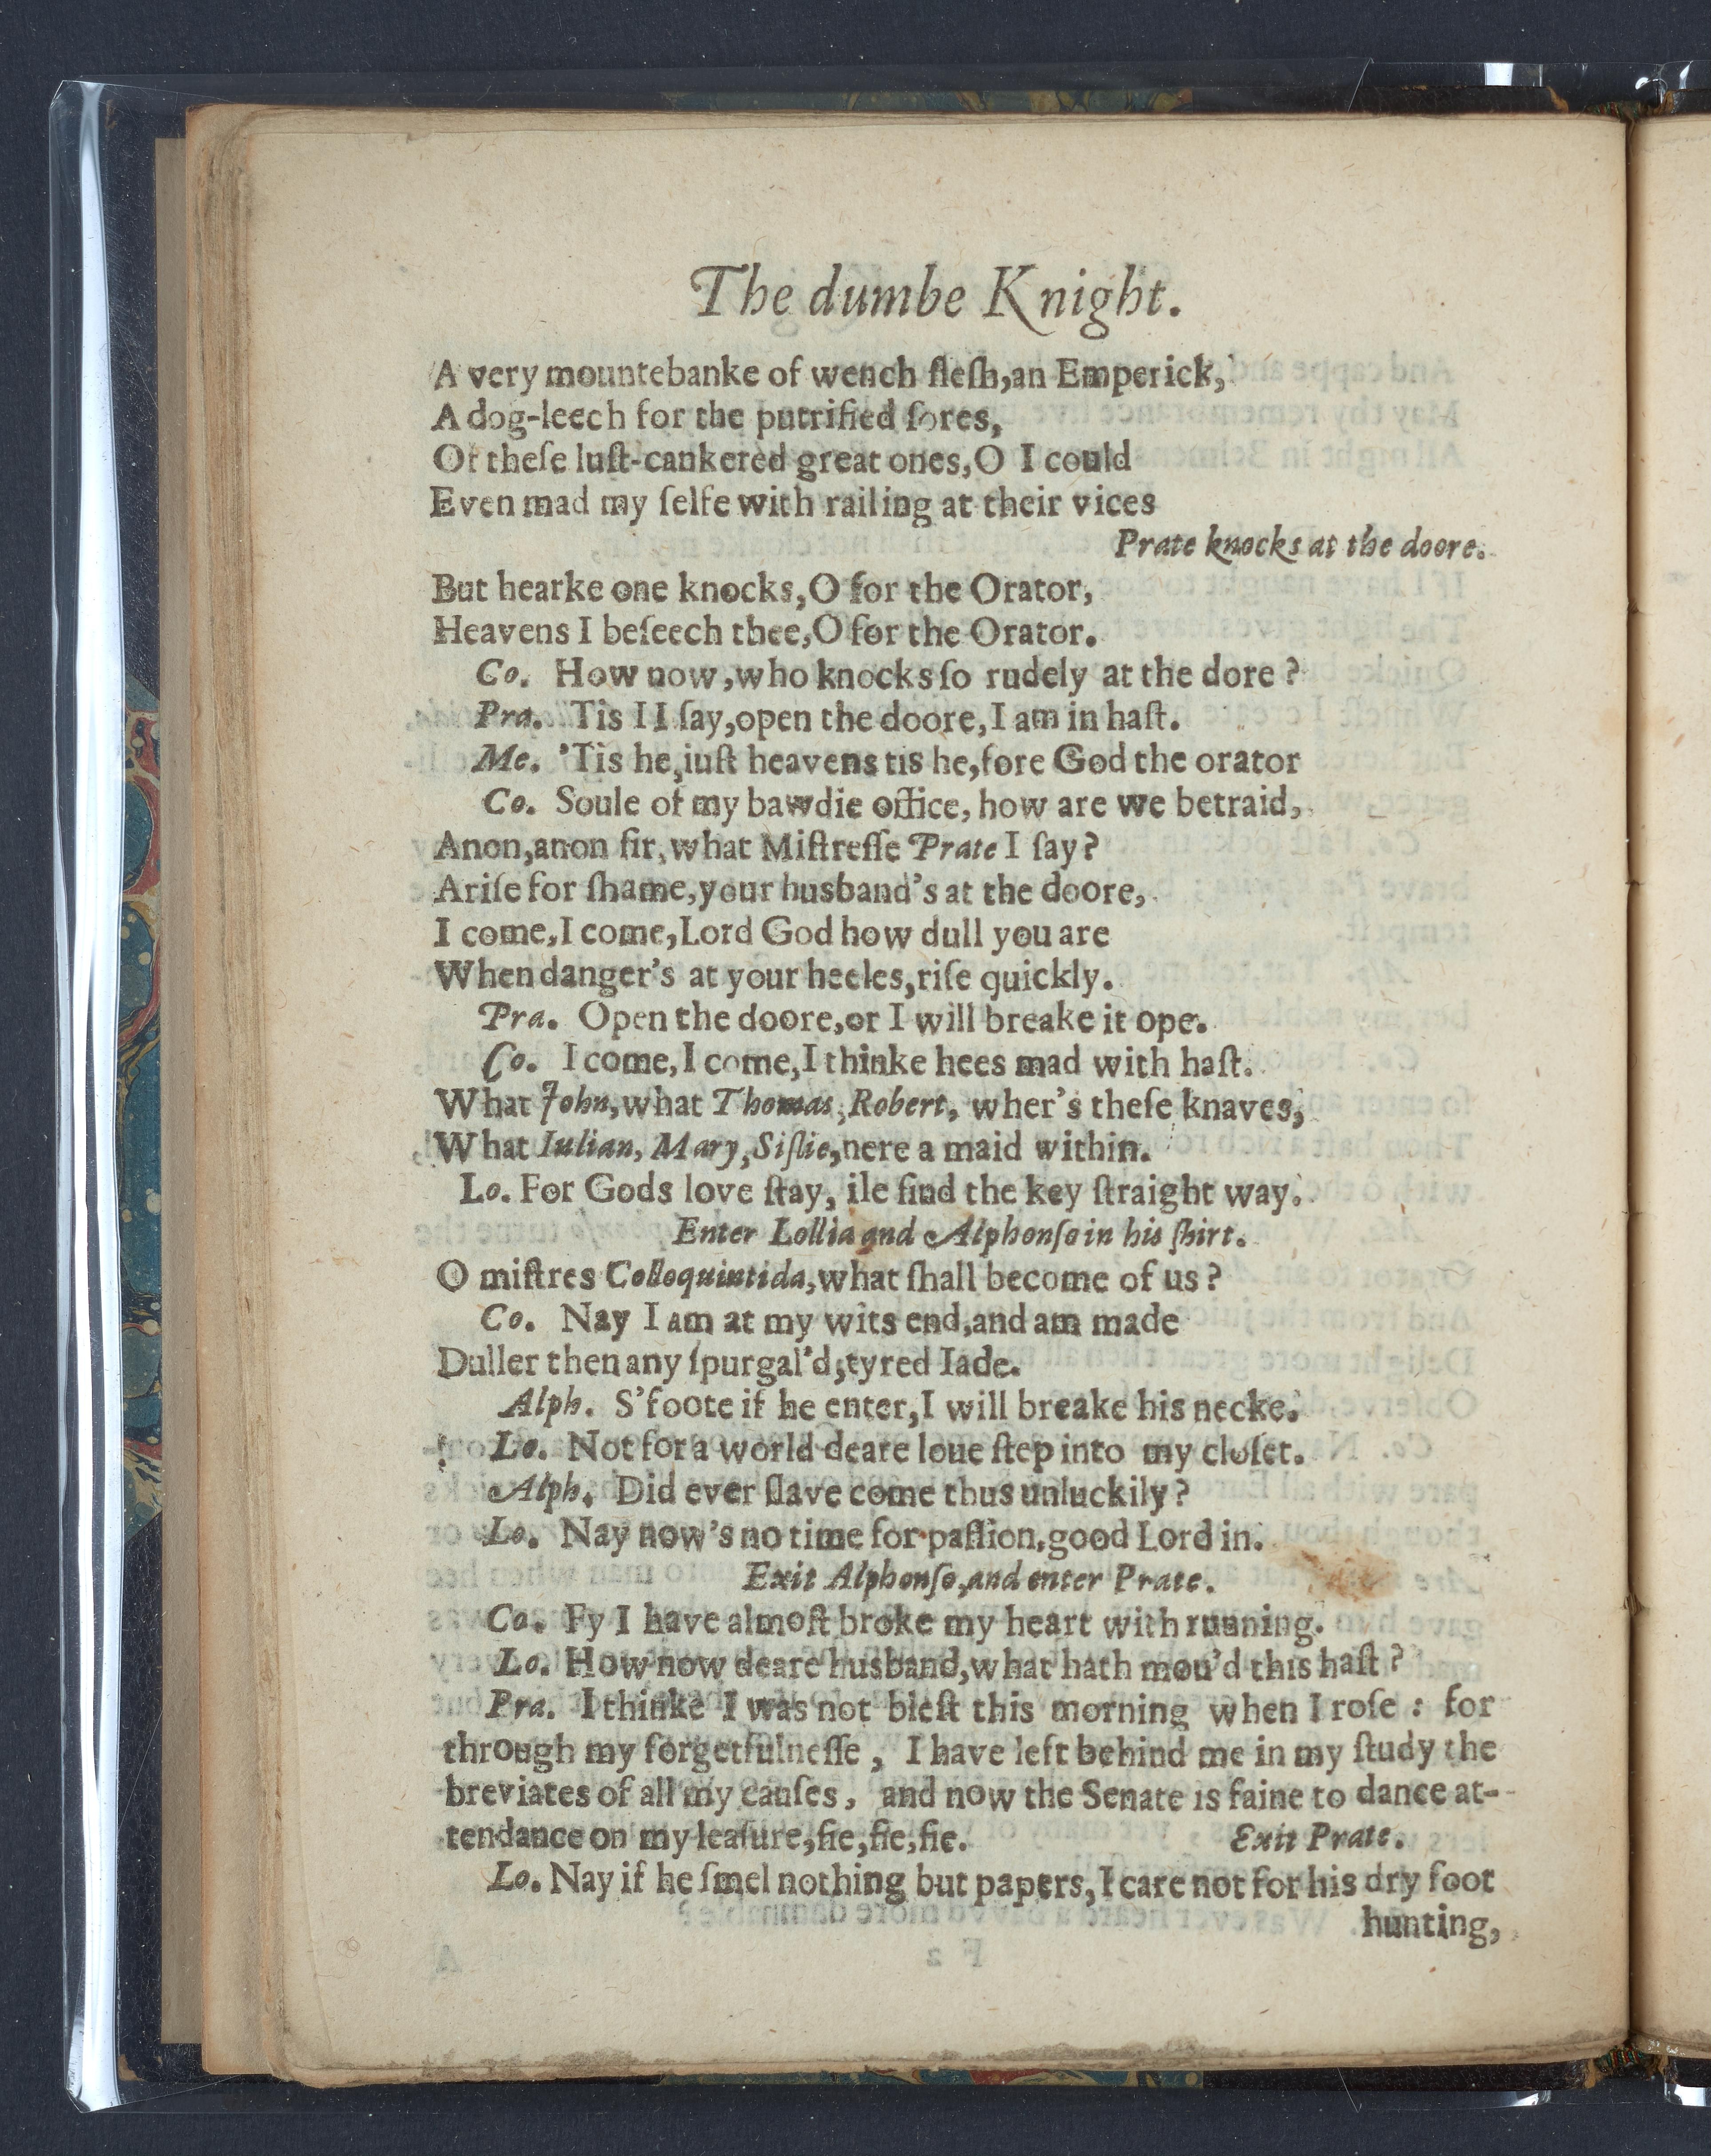 The dumbe Knight.
A very mountebanke of wench fleſh,an Emperick,
A dog-leech for the putrified ſores,
Of theſe luſt-cankered great ones,O I could
Even mad my ſelfe with railing at their vices
Prate knocks at the doore.
But hearke one knocks,O for the Orator,
Heavens I beſeech thee,O for the Orator.
Co. How now,who knocks ſo rudely at the dore?
Pra. Tis I I ſay,open the doore,I am in haſt.
Me. 'Tis he,iuſt heavens tis he,fore God the orator
Co. Soule of my bawdie office, how are we betraid,
Anon,anon ſir,what Miſtreſſe Prate I ſay?
Ariſe for ſhame,your husband's at the doore,
I come,I come,Lord God how dull you are
When danger's at your heeles,riſe quickly.
Pra. Open the doore,or I will breake it ope.
Co. I come,I come,I thinke hees mad with haſt.
What John,what Thomas,Robert, wher's theſe knaves,
What Iulian, Mary,Siſlie,nere a maid within.
Lo. For Gods love ſtay, ile find the key ſtraight way.
Enter Lollia and Alphonſo in his ſhirt.
O miſtres Colloquintida,what ſhall become of us?
Co. Nay I am at my wits end,and am made
Duller then any ſpurgal'd,tyred Iade.
Alph. S'foote if he enter,I will breake his necke.
Lo. Not for a world deare loue ſtep into my cloſet.
Alph. Did ever ſlave come thus unluckily?
Lo. Nay now's no time for paſſion,good Lord in.
Exit Alphonſo,and enter Prate.
Co. Fy I have almoſt broke my heart with running.
Lo. How now deare husband,what hath mou'd this haſt?
Pra. I thinke I was not bleſt this morning when I roſe : for
through my forgetfulneſſe, I have left behind me in my ſtudy the
breviates of all my cauſes, and now the Senate is faine to dance at-
tendance on my leaſure,fie,fie,fie. Exit Prate.
Lo. Nay if he ſmel nothing but papers,I care not for his dry foot
hunting,